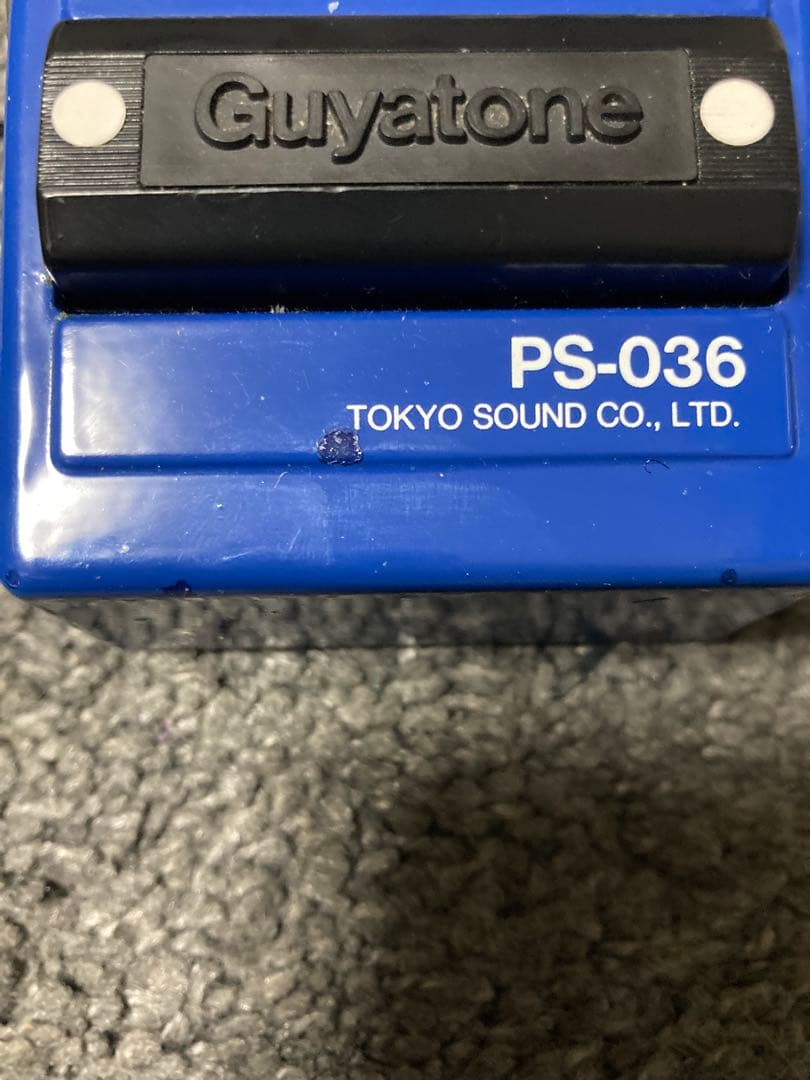 Guyatone
PS-036
TOKYO SOUND CO., LTD.